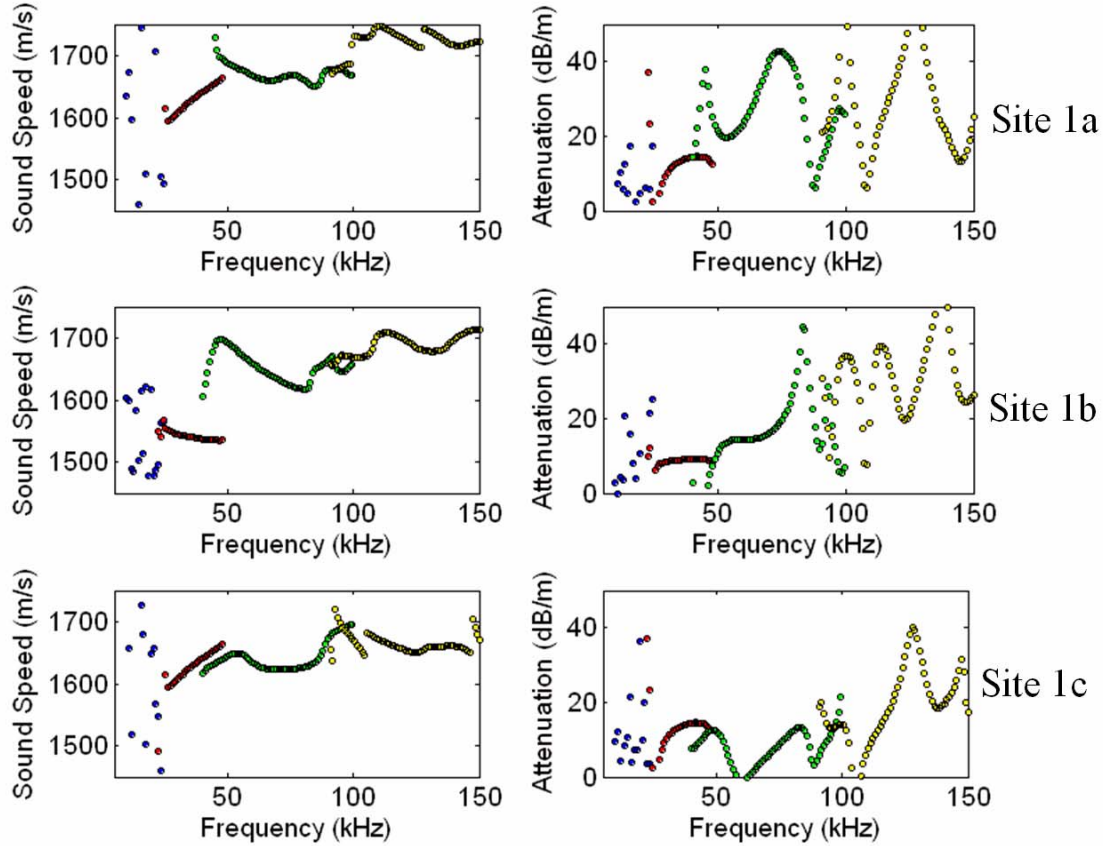 1700
1600
1500
Sound Speed (m/s)
50
100
150
Frequency (kHz)
40
20
0
Attenuation (dB/m)
50
100
150
Frequency (kHz)
Site 1a
1700
1600
1500
Sound Speed (m/s)
50
100
150
Frequency (kHz)
40
20
0
Attenuation (dB/m)
50
100
150
Frequency (kHz)
Site 1b
1700
1600
1500
Sound Speed (m/s)
50
100
150
Frequency (kHz)
40
20
0
Attenuation (dB/m)
50
100
150
Frequency (kHz)
Site 1c